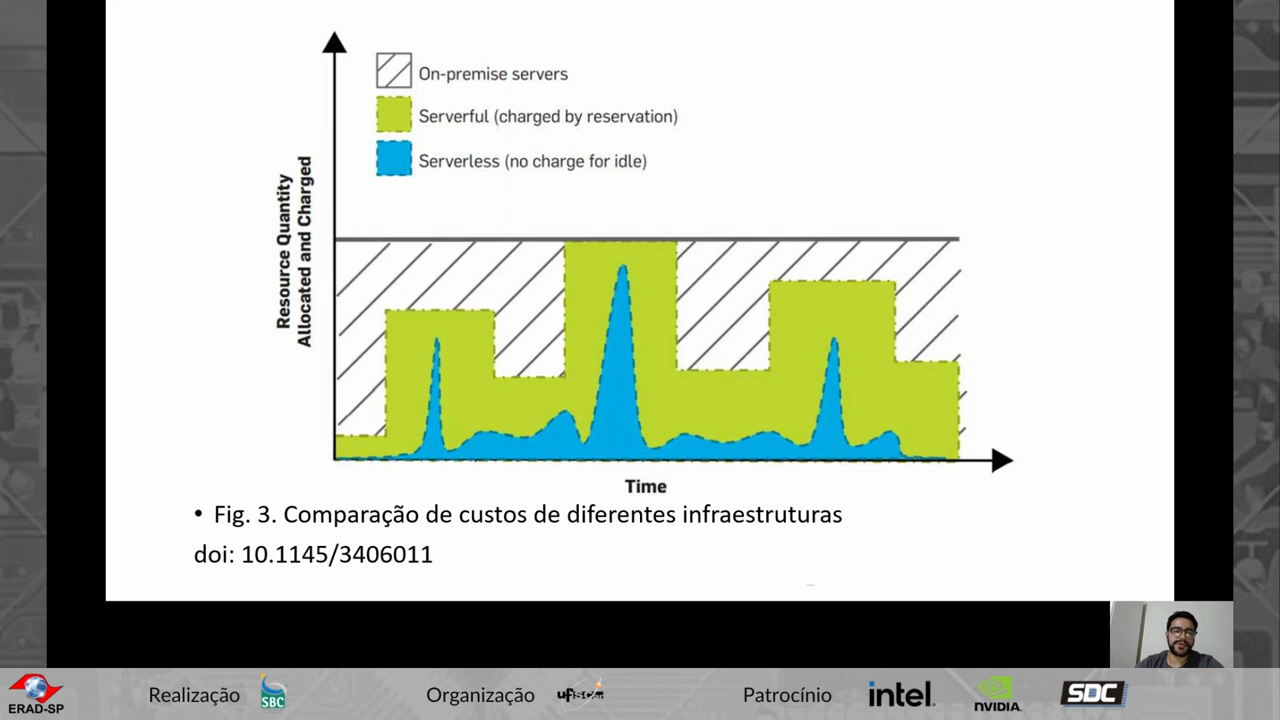 On-premise servers
Serverful (charged by reservation)
Serverless (no charge for idle)
Resource Quantity
Allocated and Charged
Time
• Fig. 3. Comparação de custos de diferentes infraestruturas
doi: 10.1145/3406011
ERAD-SP
Realização
SBC
Organização
ufscar
Patrocínio
intel.
NVIDIA
SDC